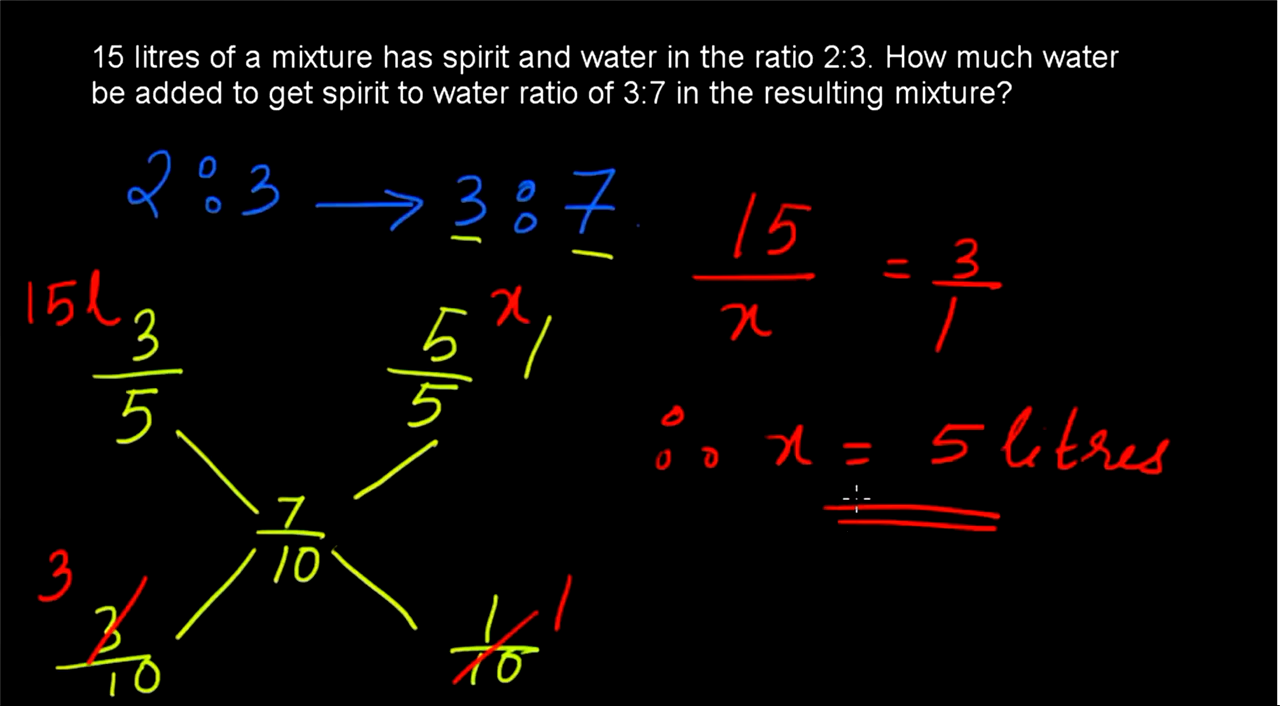 15 litres of a mixture has spirit and water in the ratio 2:3. How much water
be added to get spirit to water ratio of 3:7 in the resulting mixture?
2 : 3 → 3 : 7
15l 3/5
5/5 x 1
7/10
3 3/10
1/10 1
15/x = 3/1
∴ x = 5 litres